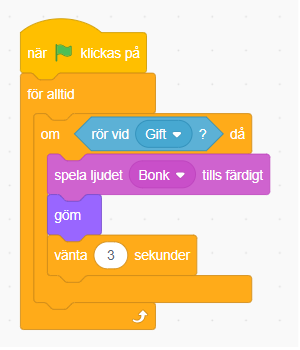 när klickas på
för alltid
om rör vid Gift ? då
spela ljudet Bonk tills färdigt
göm
vänta 3 sekunder